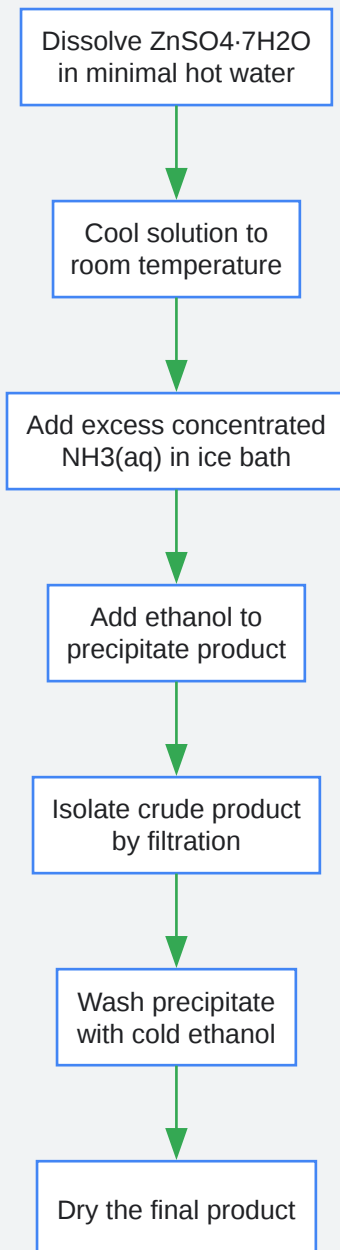 Dissolve ZnSO4·7H2O
in minimal hot water
Cool solution to
room temperature
Add excess concentrated
NH3(aq) in ice bath
Add ethanol to
precipitate product
Isolate crude product
by filtration
Wash precipitate
with cold ethanol
Dry the final product